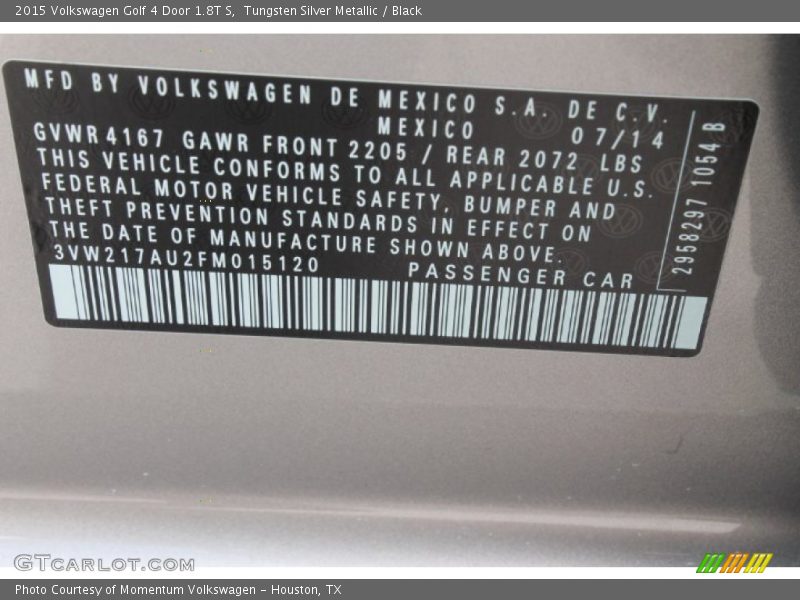 2015 Volkswagen Golf 4 Door 1.8T S,  Tungsten Silver Metallic / Black
MFD BY VOLKSWAGEN DE MEXICO S.A. DE C.V.
MEXICO 07/14
GVWR4167 GAWR FRONT 2205 / REAR 2072 LBS
THIS VEHICLE CONFORMS TO ALL APPLICABLE U.S.
FEDERAL MOTOR VEHICLE SAFETY, BUMPER AND
THEFT PREVENTION STANDARDS IN EFFECT ON
THE DATE OF MANUFACTURE SHOWN ABOVE.
3VW217AU2FM015120 PASSENGER CAR
2958297 1054 B
GTCARLOT.COM
Photo Courtesy of Momentum Volkswagen - Houston, TX